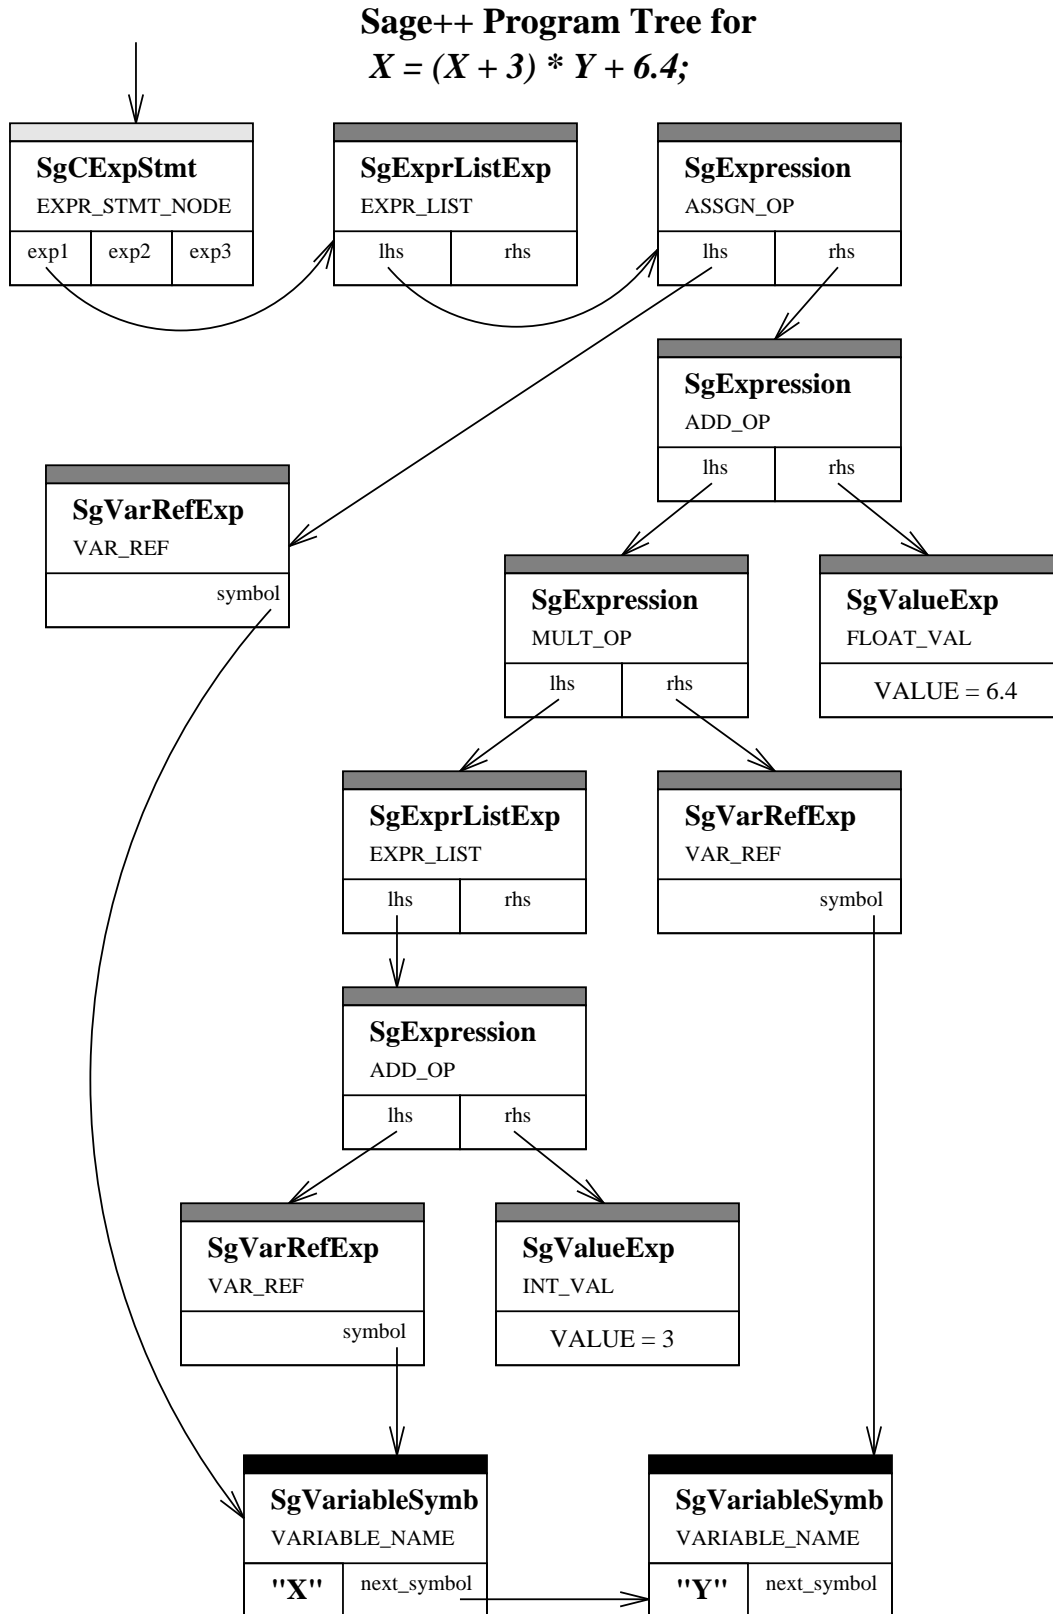 Sage++ Program Tree for
X = (X + 3) * Y + 6.4;
SgCExpStmt
EXPR_STMT_NODE
exp1 exp2 exp3
SgExprListExp
EXPR_LIST
lhs rhs
SgExpression
ASSGN_OP
lhs rhs
SgExpression
ADD_OP
lhs rhs
SgVarRefExp
VAR_REF
symbol
SgExpression
MULT_OP
lhs rhs
SgValueExp
FLOAT_VAL
VALUE = 6.4
SgExprListExp
EXPR_LIST
lhs rhs
SgVarRefExp
VAR_REF
symbol
SgExpression
ADD_OP
lhs rhs
SgVarRefExp
VAR_REF
symbol
SgValueExp
INT_VAL
VALUE = 3
SgVariableSymb
VARIABLE_NAME
"X" next_symbol
SgVariableSymb
VARIABLE_NAME
"Y" next_symbol